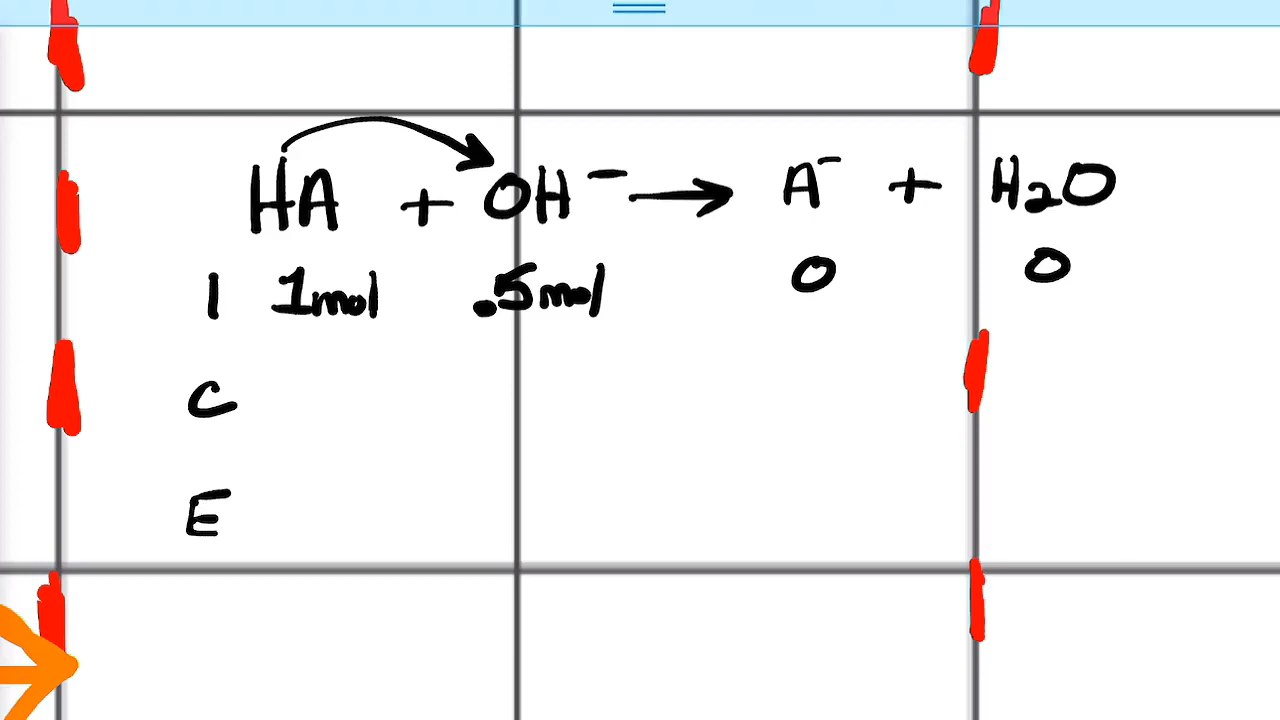 HA + OH⁻ → A⁻ + H₂O
I 1mol .5mol 0 0
C
E